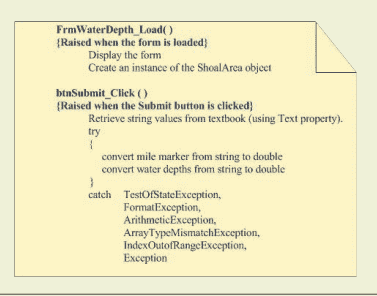 FrmWaterDepth_Load( )
{Raised when the form is loaded}
Display the form
Create an instance of the ShoalArea object
btnSubmit_Click ( )
{Raised when the Submit button is clicked}
Retrieve string values from textbook (using Text property).
try
{
convert mile marker from string to double
convert water depths from string to double
}
catch TestOfStateException,
FormatException,
ArithmeticException,
ArrayTypeMismatchException,
IndexOutofRangeException,
Exception